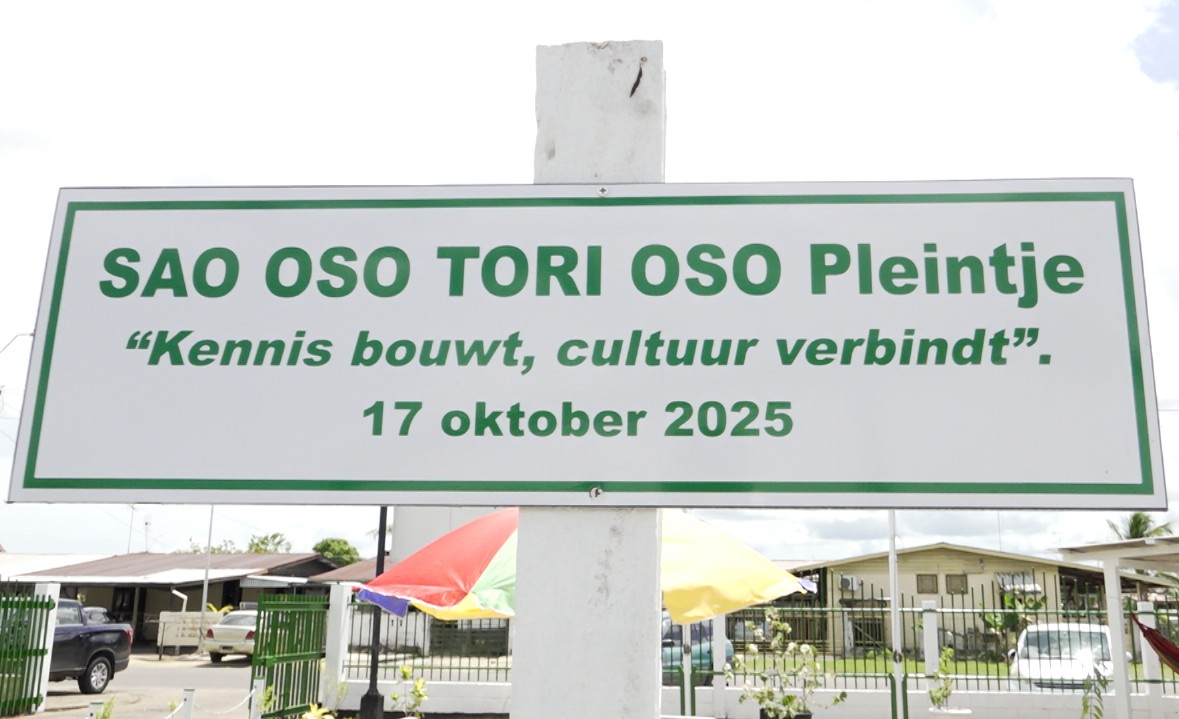 SAO OSO TORI OSO Pleintje
“Kennis bouwt, cultuur verbindt”.
17 oktober 2025